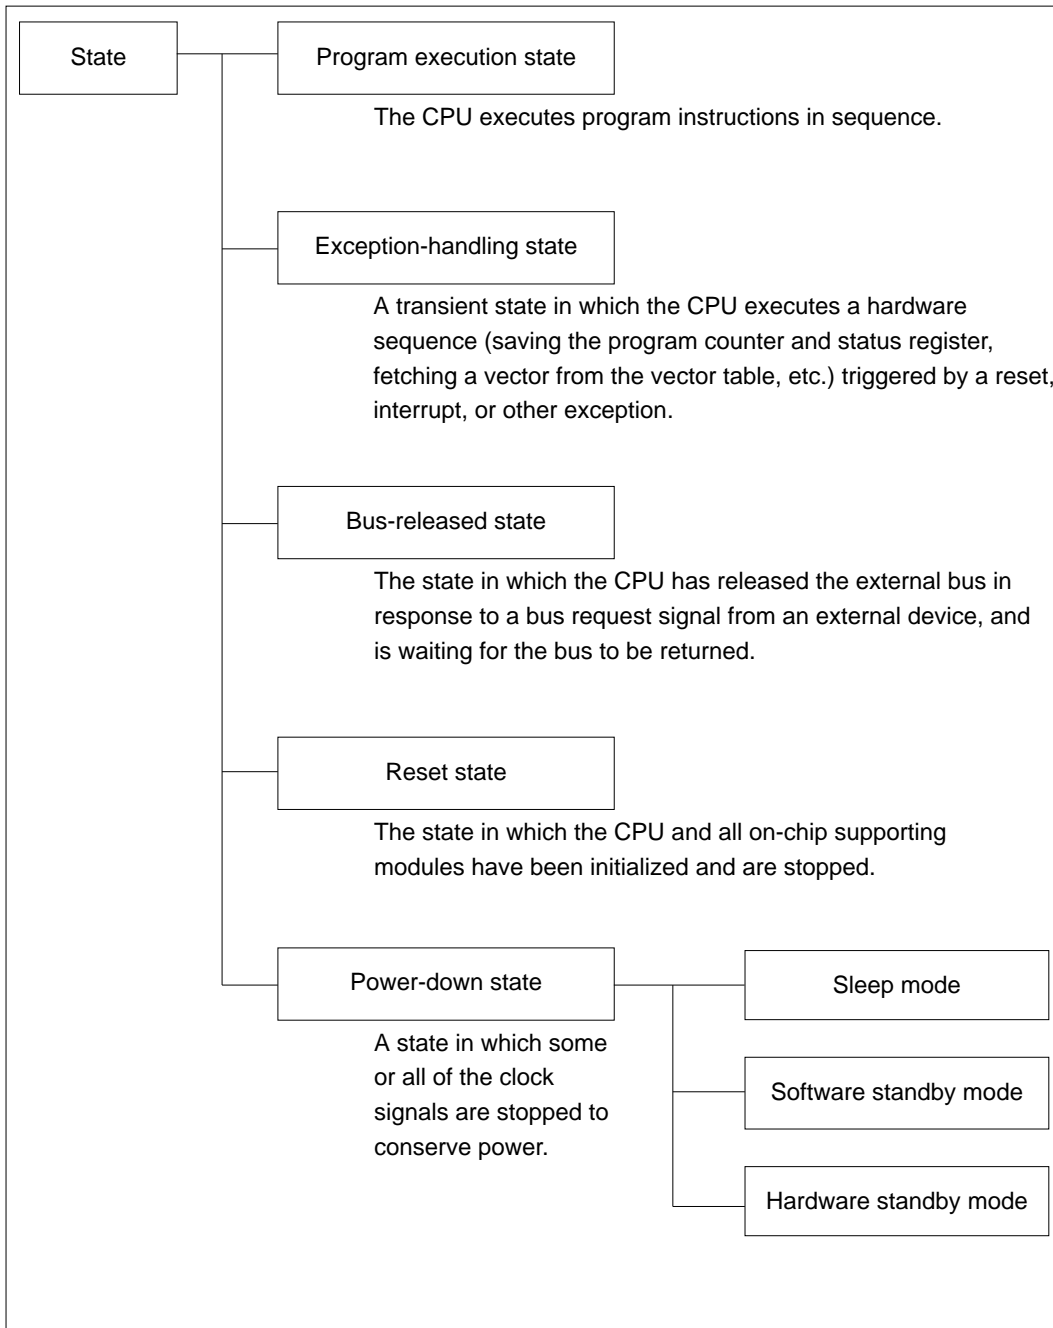 State
Program execution state
The CPU executes program instructions in sequence.
Exception-handling state
A transient state in which the CPU executes a hardware
sequence (saving the program counter and status register,
fetching a vector from the vector table, etc.) triggered by a reset,
interrupt, or other exception.
Bus-released state
The state in which the CPU has released the external bus in
response to a bus request signal from an external device, and
is waiting for the bus to be returned.
Reset state
The state in which the CPU and all on-chip supporting
modules have been initialized and are stopped.
Power-down state
A state in which some
or all of the clock
signals are stopped to
conserve power.
Sleep mode
Software standby mode
Hardware standby mode